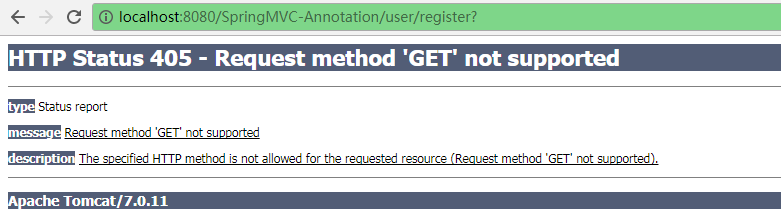 localhost:8080/SpringMVC-Annotation/user/register?
HTTP Status 405 - Request method 'GET' not supported
type Status report
message Request method 'GET' not supported
description The specified HTTP method is not allowed for the requested resource (Request method 'GET' not supported).
Apache Tomcat/7.0.11